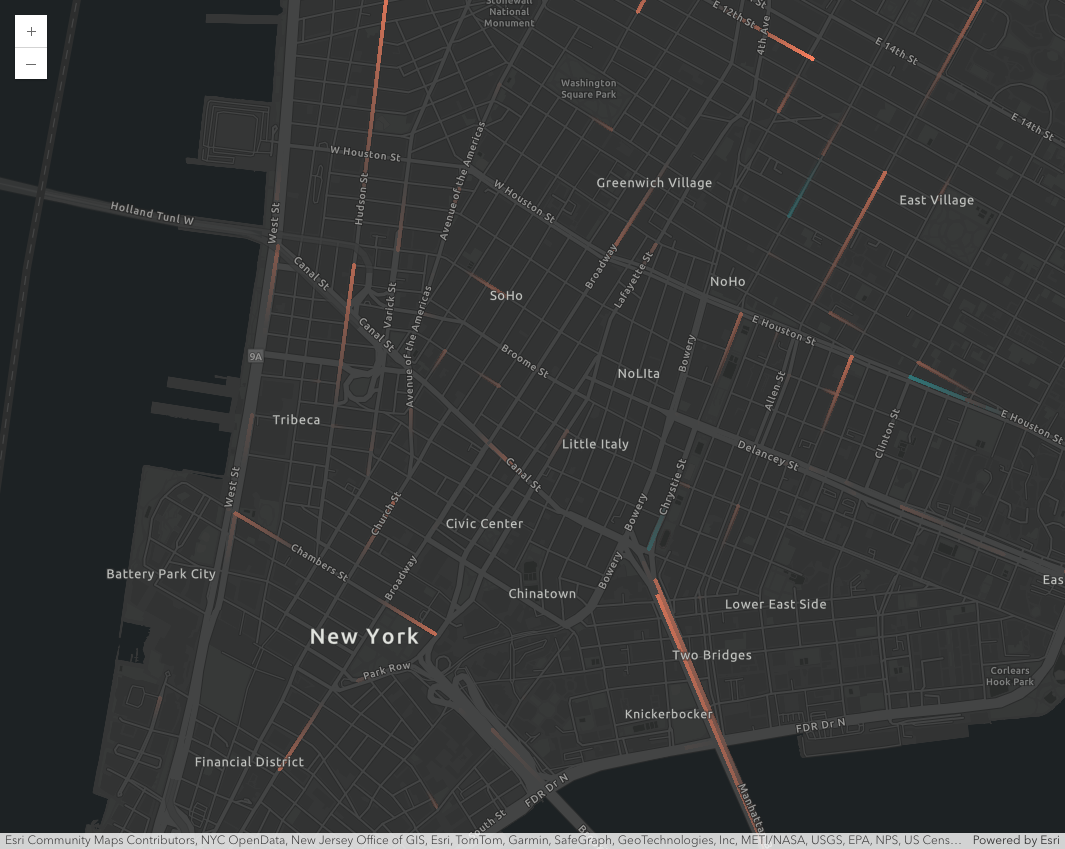 +
−
Stonewall
National
Monument
E 12th St
4th Ave
E 14th St
E 14th St
Washington
Square Park
W Houston St
Avenue of the Americas
Greenwich Village
W Houston St
East Village
Hudson St
Holland Tunl W
West St
Canal St
Broadway
Lafayette St
NoHo
SoHo
Varick St
Avenue of the Americas
Canal St
E Houston St
9A
Broome St
Bowery
NoLIta
Allen St
Tribeca
Clinton St
E Houston St
Little Italy
Delancey St
Canal St
West St
Chrystie St
Church St
Bowery
Civic Center
Chambers St
Battery Park City
Broadway
Bowery
Chinatown
Eas
Lower East Side
New York
Two Bridges
Park Row
Corlears
Hook Park
Knickerbocker
FDR Dr N
Financial District
FDR Dr N
Manhatta
outh St
B
Esri Community Maps Contributors, NYC OpenData, New Jersey Office of GIS, Esri, TomTom, Garmin, SafeGraph, GeoTechnologies, Inc, METI/NASA, USGS, EPA, NPS, US Cens...
Powered by Esri